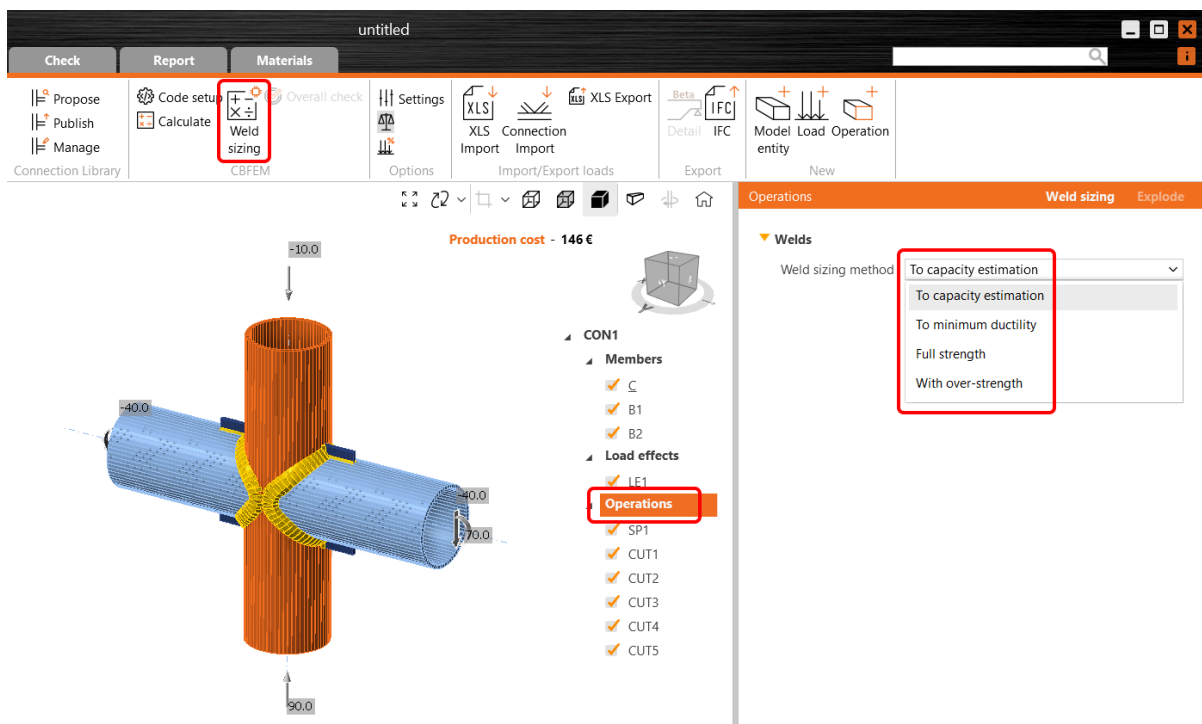 untitled
Check
Report
Materials
i
Propose
Publish
Manage
Connection Library
Code setup
Calculate
Weld
sizing
Overall check
CBFEM
Settings
Options
XLS
XLS
Import
Connection
Import
XLS
XLS Export
Import/Export loads
Beta
Detail
IFC
IFC
Export
Model
entity
Load
Operation
New
Production cost - 146 €
-10.0
-40.0
-40.0
70.0
90.0
CON1
Members
C
B1
B2
Load effects
LE1
Operations
SP1
CUT1
CUT2
CUT3
CUT4
CUT5
Operations
Weld sizing
Explode
Welds
Weld sizing method
To capacity estimation
To capacity estimation
To minimum ductility
Full strength
With over-strength